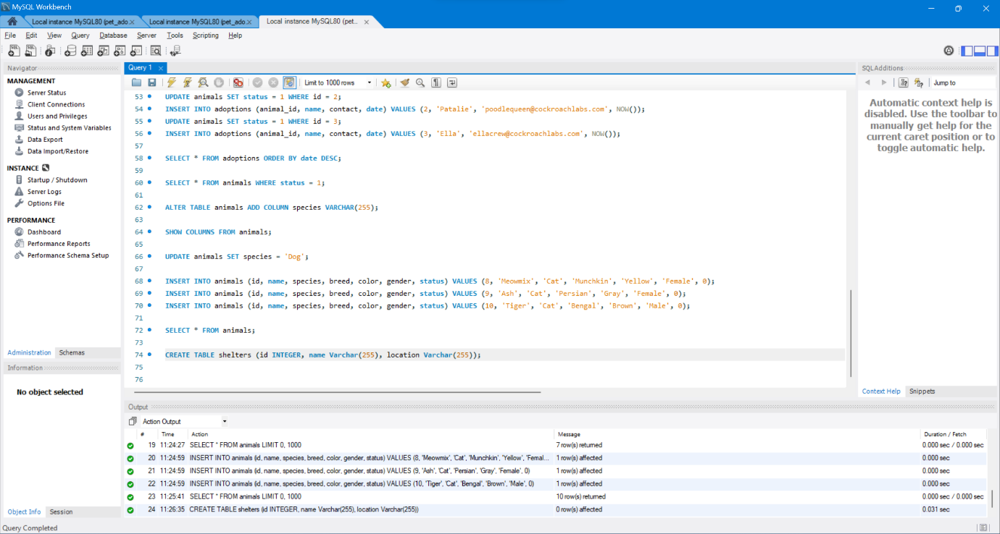 MySQL Workbench
Local instance MySQL80 (pet_ado.. x
Local instance MySQL80 (pet_ado.. x
Local instance MySQL80 (pet_.. x
File Edit View Query Database Server Tools Scripting Help
Navigator
MANAGEMENT
Server Status
Client Connections
Users and Privileges
Status and System Variables
Data Export
Data Import/Restore
INSTANCE
Startup / Shutdown
Server Logs
Options File
PERFORMANCE
Dashboard
Performance Reports
Performance Schema Setup
Administration Schemas
Information
No object selected
Object Info Session
Query 1 x
Limit to 1000 rows
53 UPDATE animals SET status = 1 WHERE id = 2;
54 INSERT INTO adoptions (animal_id, name, contact, date) VALUES (2, 'Patalie', 'poodlequeen@cockroachlabs.com', NOW());
55 UPDATE animals SET status = 1 WHERE id = 3;
56 INSERT INTO adoptions (animal_id, name, contact, date) VALUES (3, 'Ella', 'ellacrew@cockroachlabs.com', NOW());
57
58 SELECT * FROM adoptions ORDER BY date DESC;
59
60 SELECT * FROM animals WHERE status = 1;
61
62 ALTER TABLE animals ADD COLUMN species VARCHAR(255);
63
64 SHOW COLUMNS FROM animals;
65
66 UPDATE animals SET species = 'Dog';
67
68 INSERT INTO animals (id, name, species, breed, color, gender, status) VALUES (8, 'Meowmix', 'Cat', 'Munchkin', 'Yellow', 'Female', 0);
69 INSERT INTO animals (id, name, species, breed, color, gender, status) VALUES (9, 'Ash', 'Cat', 'Persian', 'Gray', 'Female', 0);
70 INSERT INTO animals (id, name, species, breed, color, gender, status) VALUES (10, 'Tiger', 'Cat', 'Bengal', 'Brown', 'Male', 0);
71
72 SELECT * FROM animals;
73
74 CREATE TABLE shelters (id INTEGER, name Varchar(255), location Varchar(255));
75
76
SQLAdditions
Jump to
Automatic context help is
disabled. Use the toolbar to
manually get help for the
current caret position or to
toggle automatic help.
Context Help Snippets
Output
Action Output
# Time Action Message Duration / Fetch
19 11:24:27 SELECT * FROM animals LIMIT 0, 1000 7 row(s) returned 0.000 sec / 0.000 sec
20 11:24:59 INSERT INTO animals (id, name, species, breed, color, gender, status) VALUES (8, 'Meowmix', 'Cat', 'Munchkin', 'Yellow', 'Femal... 1 row(s) affected 0.000 sec
21 11:24:59 INSERT INTO animals (id, name, species, breed, color, gender, status) VALUES (9, 'Ash', 'Cat', 'Persian', 'Gray', 'Female', 0) 1 row(s) affected 0.000 sec
22 11:24:59 INSERT INTO animals (id, name, species, breed, color, gender, status) VALUES (10, 'Tiger', 'Cat', 'Bengal', 'Brown', 'Male', 0) 1 row(s) affected 0.000 sec
23 11:25:41 SELECT * FROM animals LIMIT 0, 1000 10 row(s) returned 0.000 sec / 0.000 sec
24 11:26:35 CREATE TABLE shelters (id INTEGER, name Varchar(255), location Varchar(255)) 0 row(s) affected 0.031 sec
Query Completed